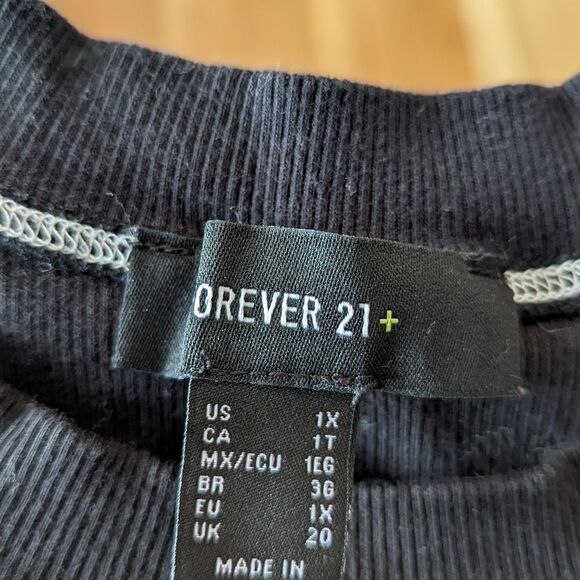 OREVER 21+
US 1X
CA 1T
MX/ECU 1EG
BR 3G
EU 1X
UK 20
MADE IN